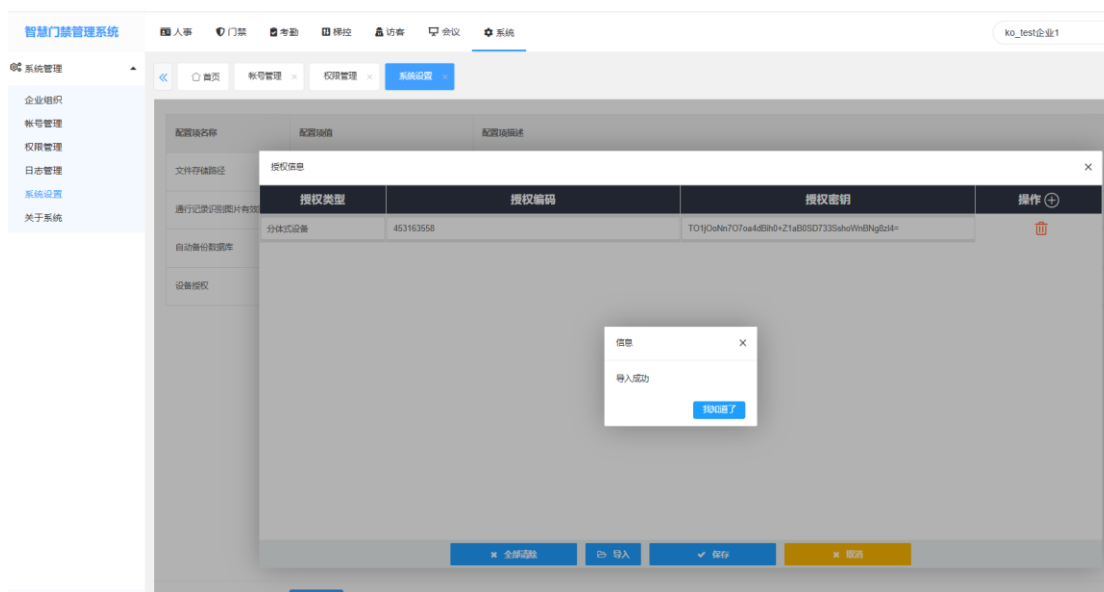 智慧门禁管理系统
人事 门禁 考勤 梯控 访客 会议 系统
ko_test企业1
系统管理
首页 帐号管理 × 权限管理 × 系统设置 ×
企业组织
帐号管理
权限管理
日志管理
系统设置
关于系统
配置项名称 配置项值 配置项描述
文件存储路径
通行记录识别图片有效
自动备份数据库
设备授权
授权信息 ×
授权类型 授权编码 授权密钥 操作
分体式设备 453163558 TO1jOoNn7O7oa4dBih0+Z1aB0SD733SshoWnBNg8zI4=
信息 ×
导入成功
我知道了
全部清除 导入 保存 取消